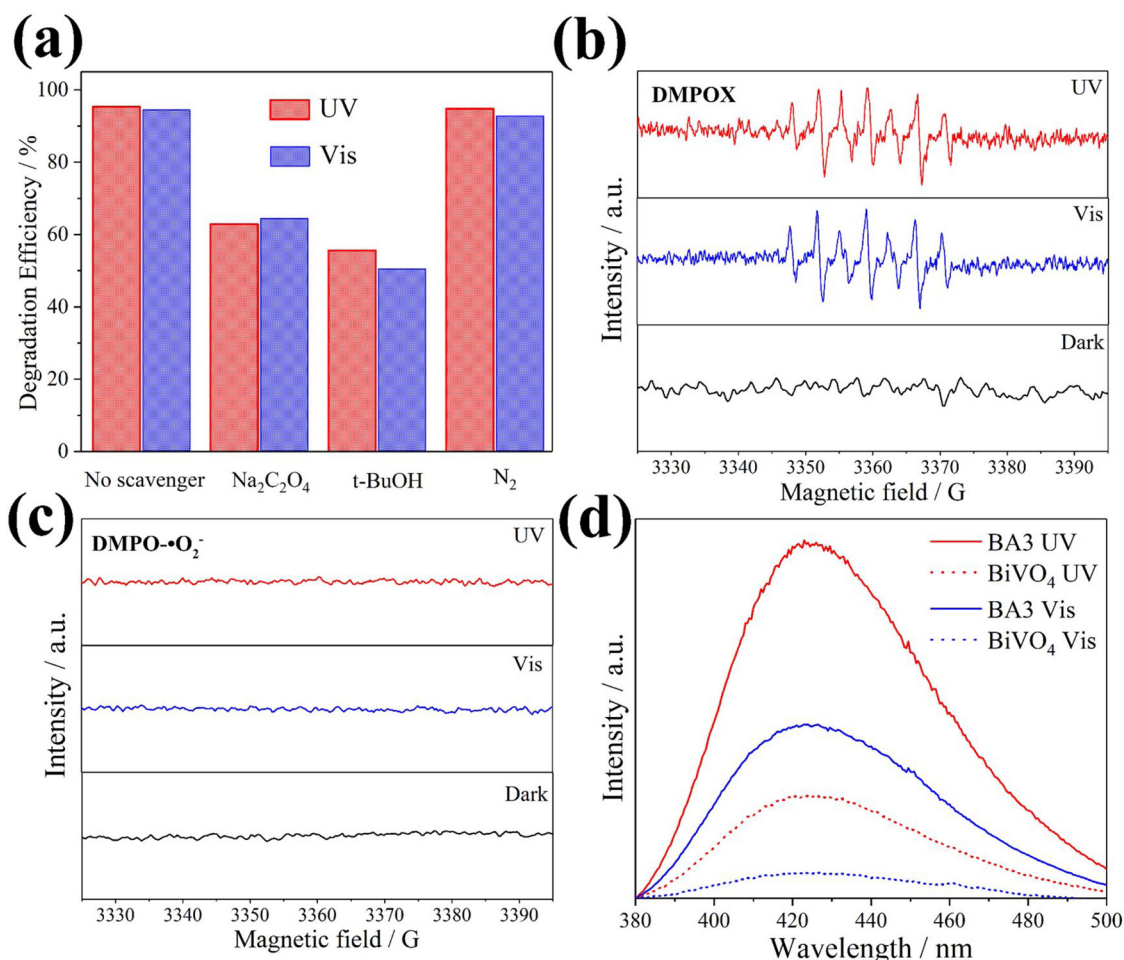 (a)
Degradation Efficiency / %
100
80
60
40
20
0
UV
Vis
No scavenger
Na₂C₂O₄
t-BuOH
N₂
(b)
Intensity / a.u.
DMPOX
UV
Vis
Dark
3330
3340
3350
3360
3370
3380
3390
Magnetic field / G
(c)
Intensity / a.u.
DMPO-•O₂⁻
UV
Vis
Dark
3330
3340
3350
3360
3370
3380
3390
Magnetic field / G
(d)
Intensity / a.u.
BA3 UV
BiVO₄ UV
BA3 Vis
BiVO₄ Vis
380
400
420
440
460
480
500
Wavelength / nm